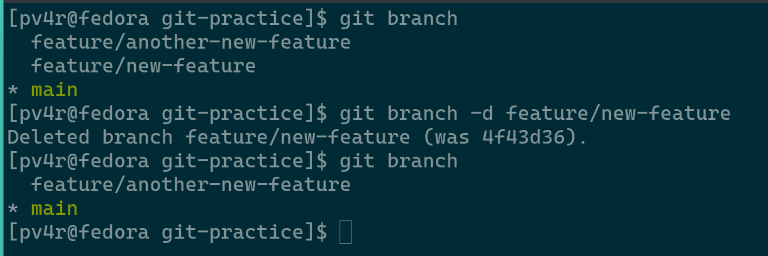 [pv4r@fedora git-practice]$ git branch
  feature/another-new-feature
  feature/new-feature
* main
[pv4r@fedora git-practice]$ git branch -d feature/new-feature
Deleted branch feature/new-feature (was 4f43d36).
[pv4r@fedora git-practice]$ git branch
  feature/another-new-feature
* main
[pv4r@fedora git-practice]$